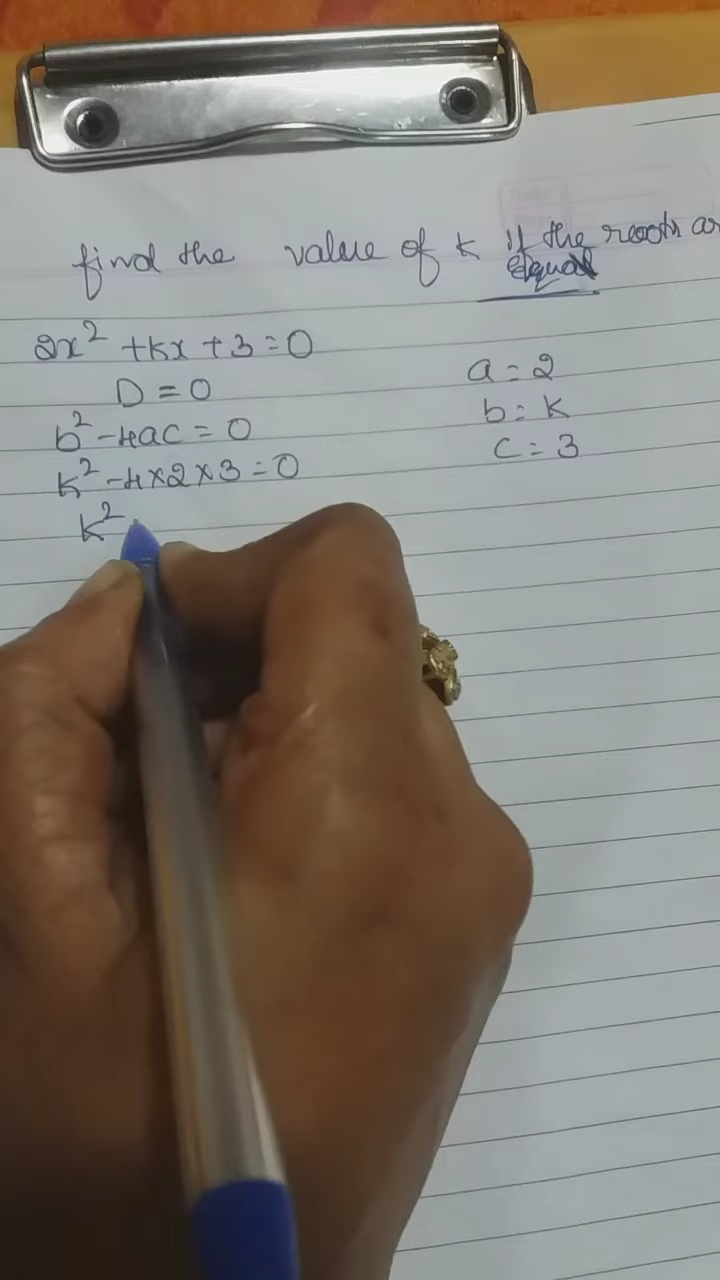 find the value of k if the roots ar
equal
2x² + kx + 3 = 0
D = 0
b² - 4ac = 0
k² - 4 × 2 × 3 = 0
k²
a = 2
b = k
c = 3